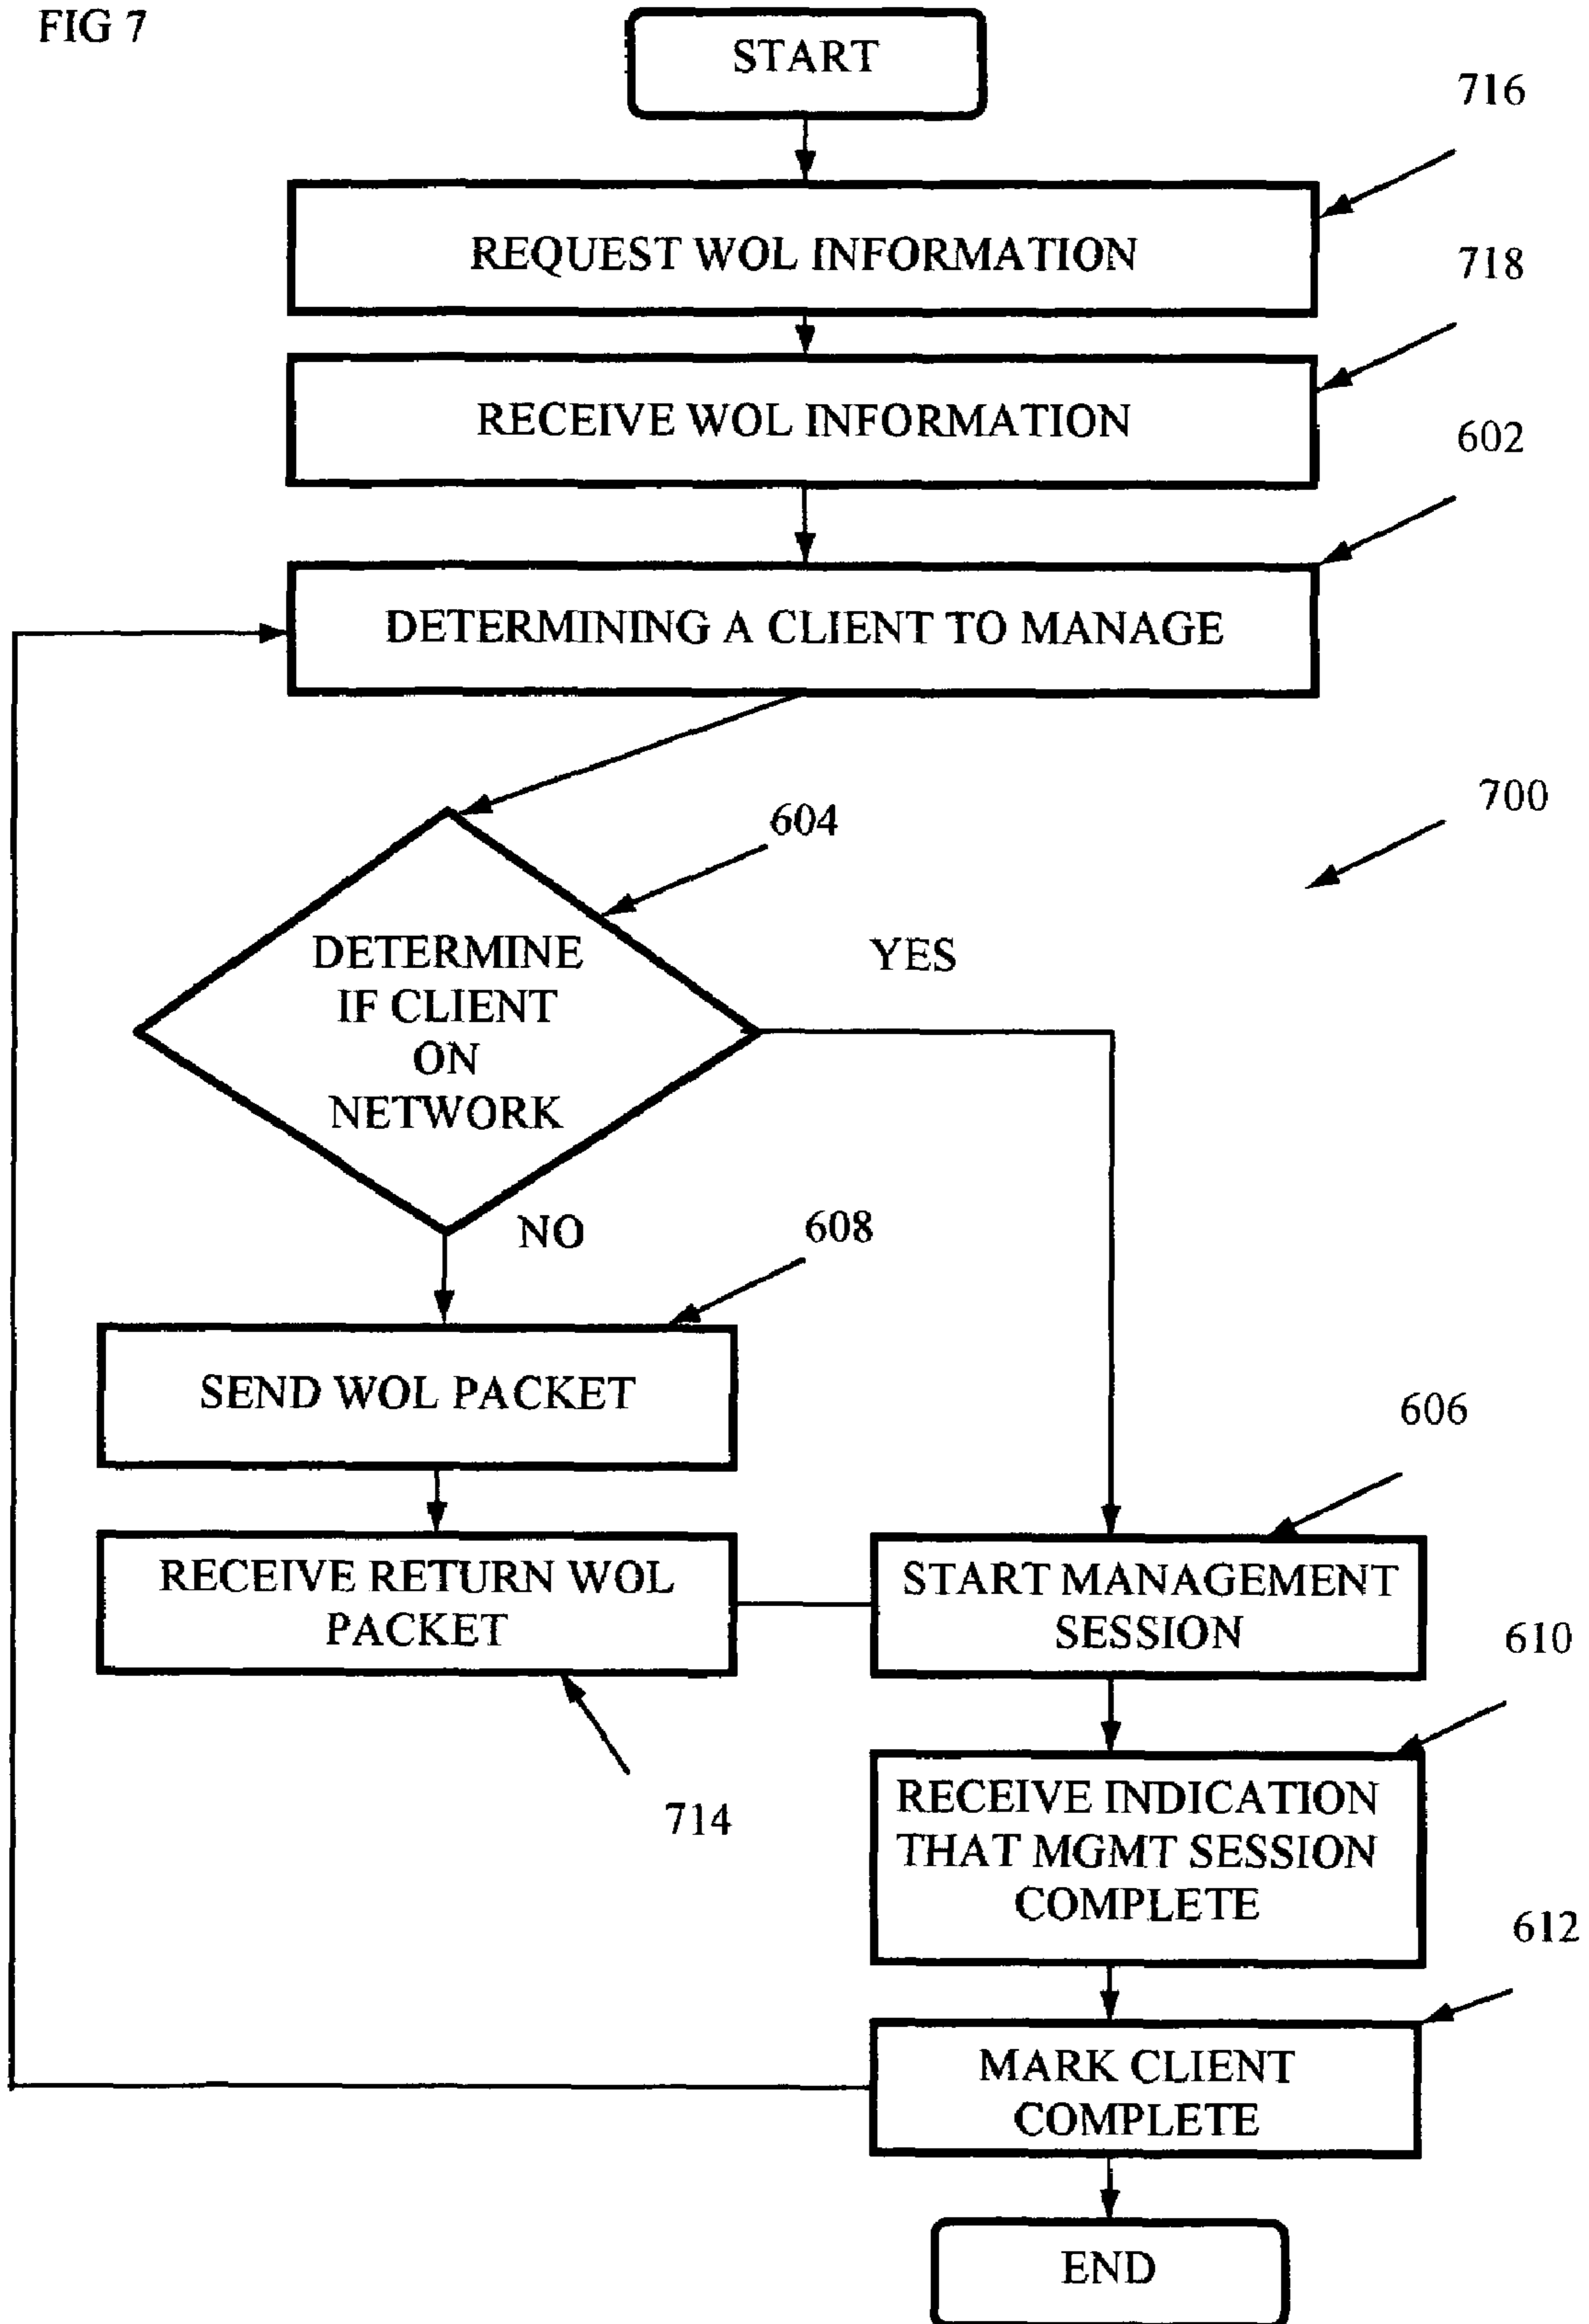 FIG 7
START
716
REQUEST WOL INFORMATION
718
RECEIVE WOL INFORMATION
602
DETERMINING A CLIENT TO MANAGE
700
604
DETERMINE
IF CLIENT
ON
NETWORK
YES
NO
608
SEND WOL PACKET
606
RECEIVE RETURN WOL
PACKET
714
START MANAGEMENT
SESSION
610
RECEIVE INDICATION
THAT MGMT SESSION
COMPLETE
612
MARK CLIENT
COMPLETE
END